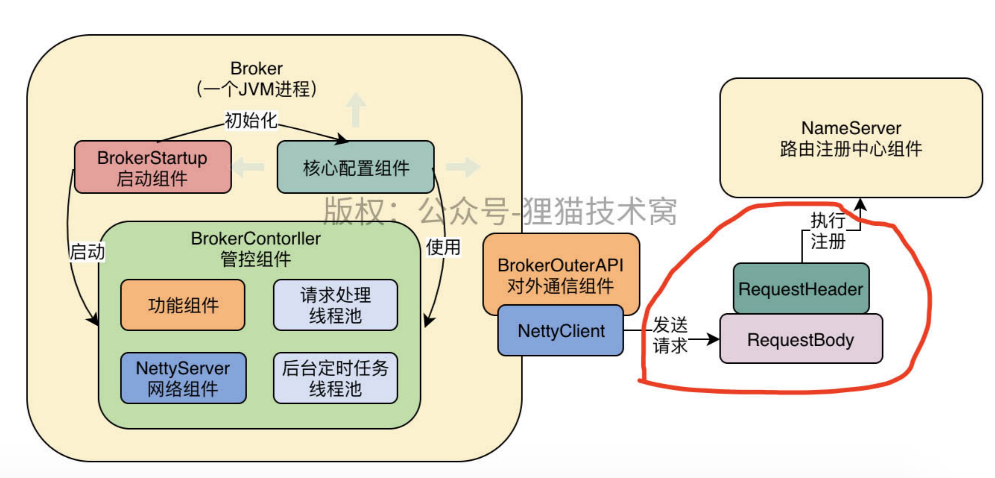 Broker
（一个JVM进程）
初始化
BrokerStartup
启动组件
核心配置组件
版权：公众号-狸猫技术窝
启动
使用
BrokerContorller
管控组件
功能组件
请求处理
线程池
NettyServer
网络组件
后台定时任务
线程池
BrokerOuterAPI
对外通信组件
NettyClient
发送
请求
NameServer
路由注册中心组件
执行
注册
RequestHeader
RequestBody